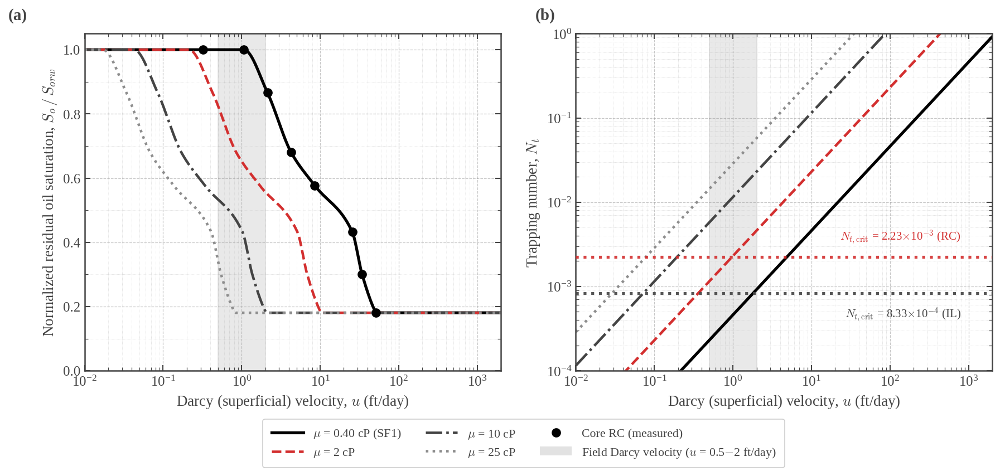 (a)
(b)
Normalized residual oil saturation, So / Sorw
1.0
0.8
0.6
0.4
0.2
0.0
10−2 10−1 100 101 102 103
Darcy (superficial) velocity, u (ft/day)
Trapping number, Nt
100
10−1
10−2
10−3
10−4
Nt, crit = 2.23×10−3 (RC)
Nt, crit = 8.33×10−4 (IL)
10−2 10−1 100 101 102 103
Darcy (superficial) velocity, u (ft/day)
μ = 0.40 cP (SF1)
μ = 2 cP
μ = 10 cP
μ = 25 cP
Core RC (measured)
Field Darcy velocity (u = 0.5−2 ft/day)